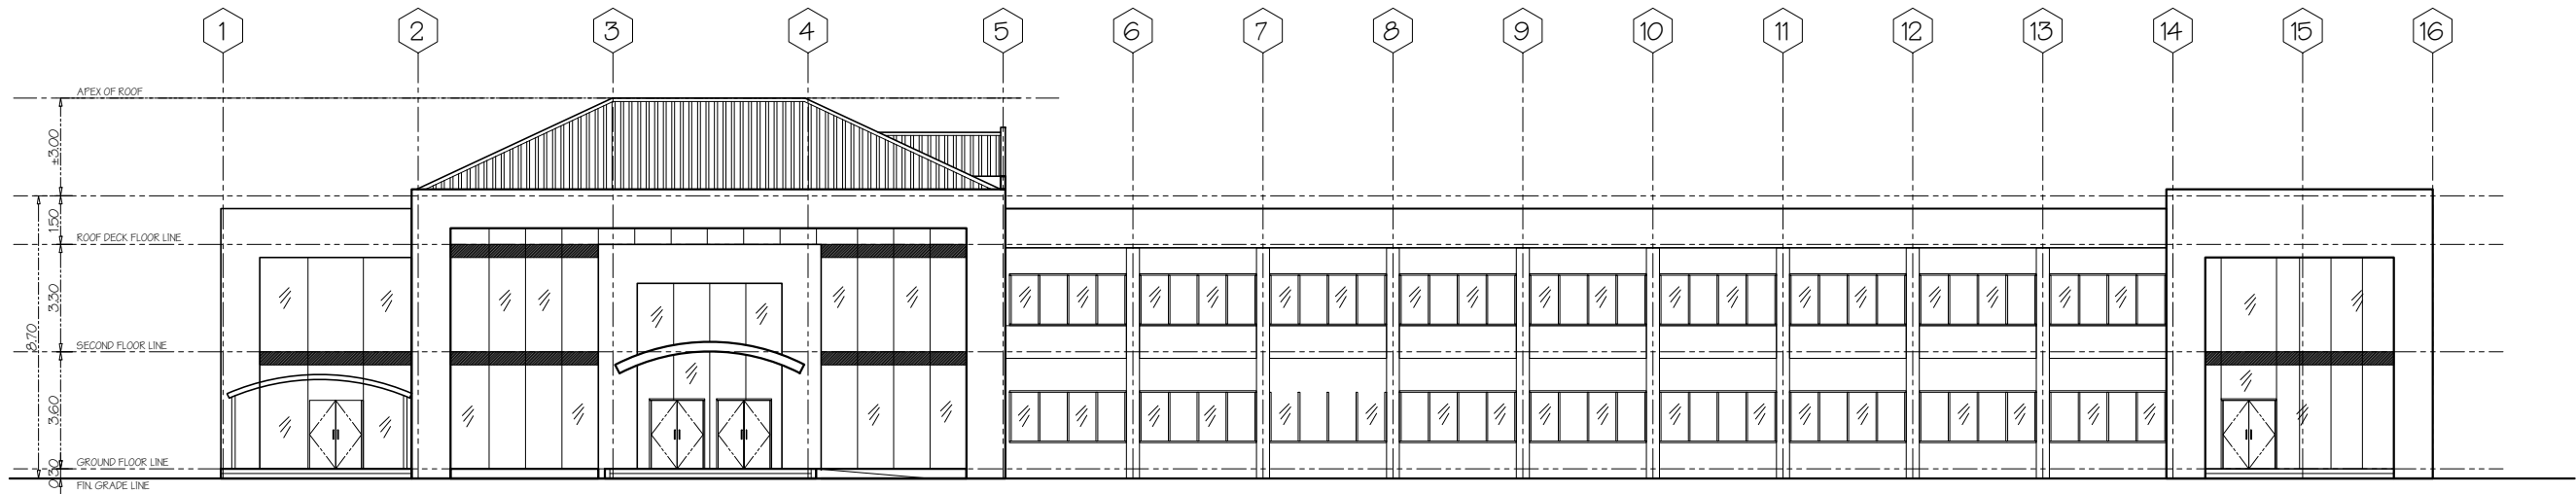 1 2 3 4 5 6 7 8 9 10 11 12 13 14 15 16
APEX OF ROOF
±3.00
1.50
ROOF DECK FLOOR LINE
3.30
8.70
SECOND FLOOR LINE
3.60
GROUND FLOOR LINE
0.30
FIN. GRADE LINE